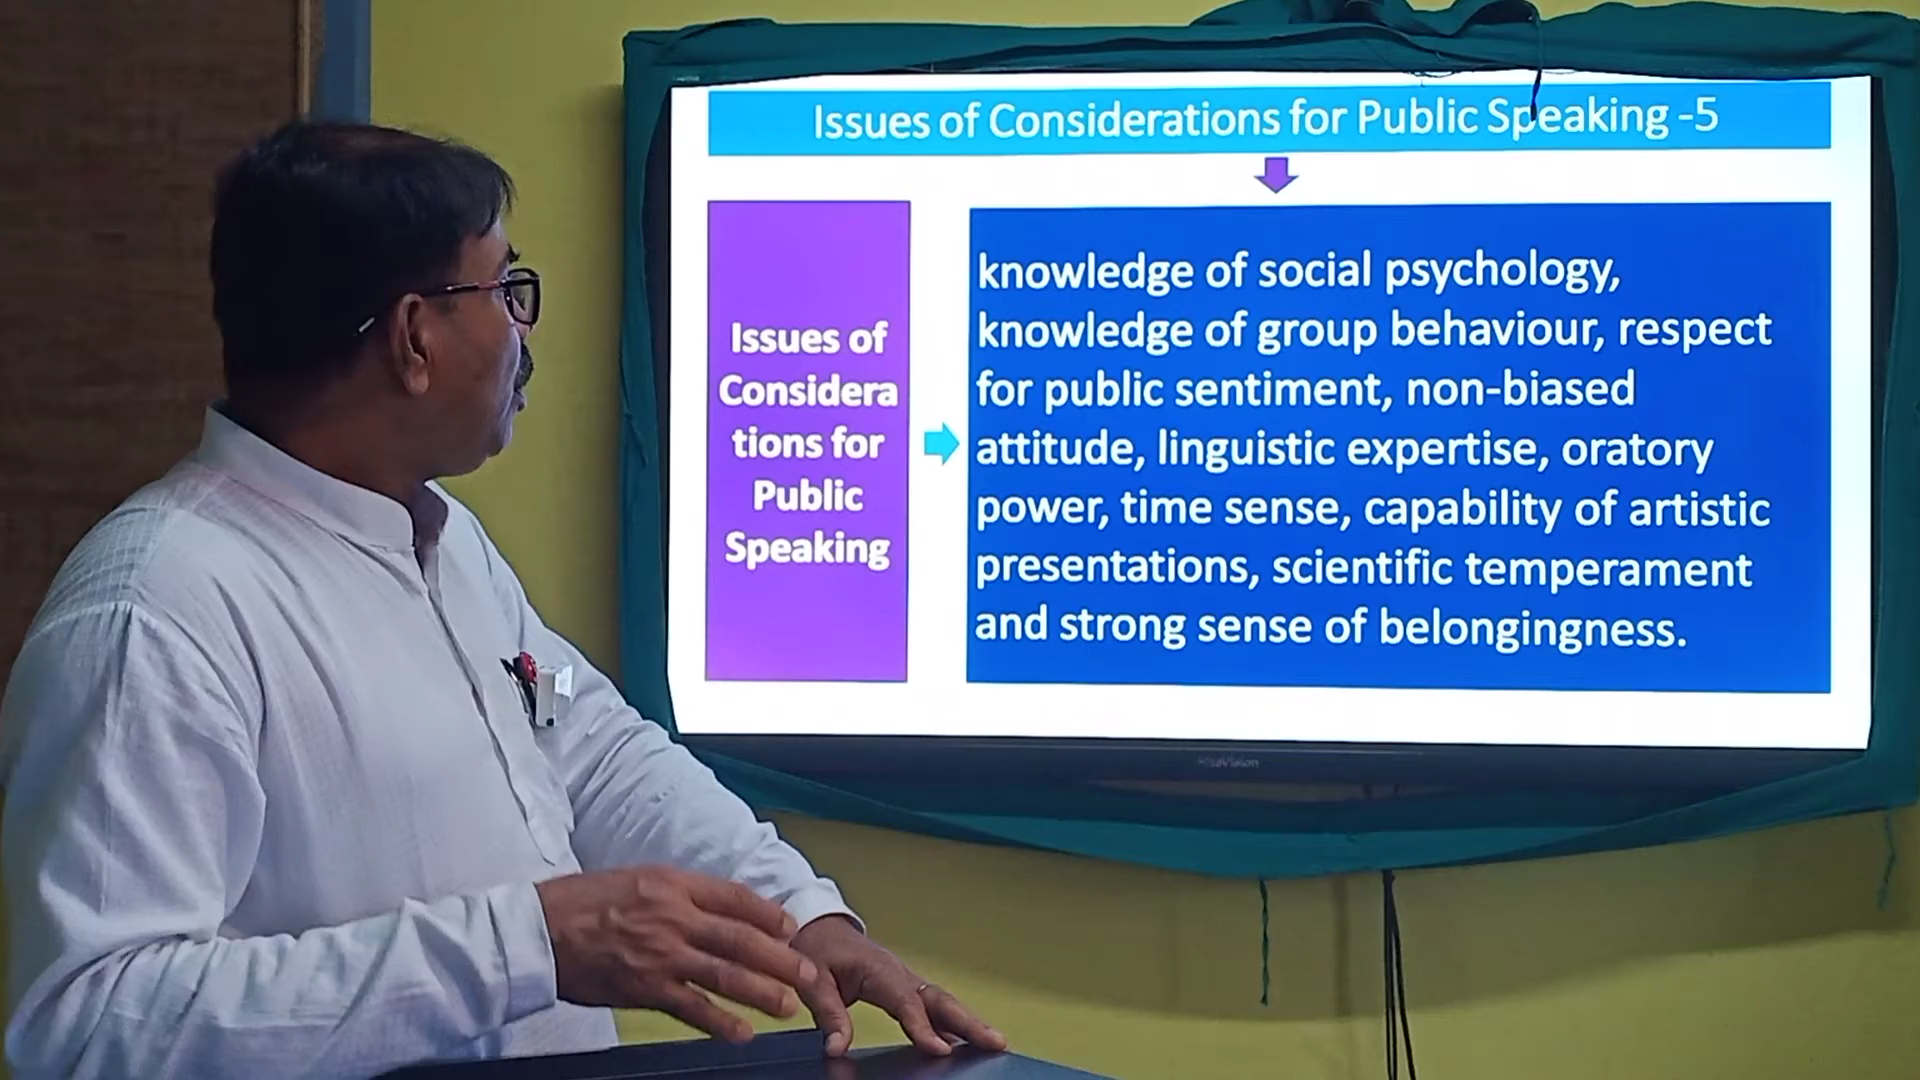 Issues of Considerations for Public Speaking -5
Issues of
Considera
tions for
Public
Speaking
knowledge of social psychology,
knowledge of group behaviour, respect
for public sentiment, non-biased
attitude, linguistic expertise, oratory
power, time sense, capability of artistic
presentations, scientific temperament
and strong sense of belongingness.